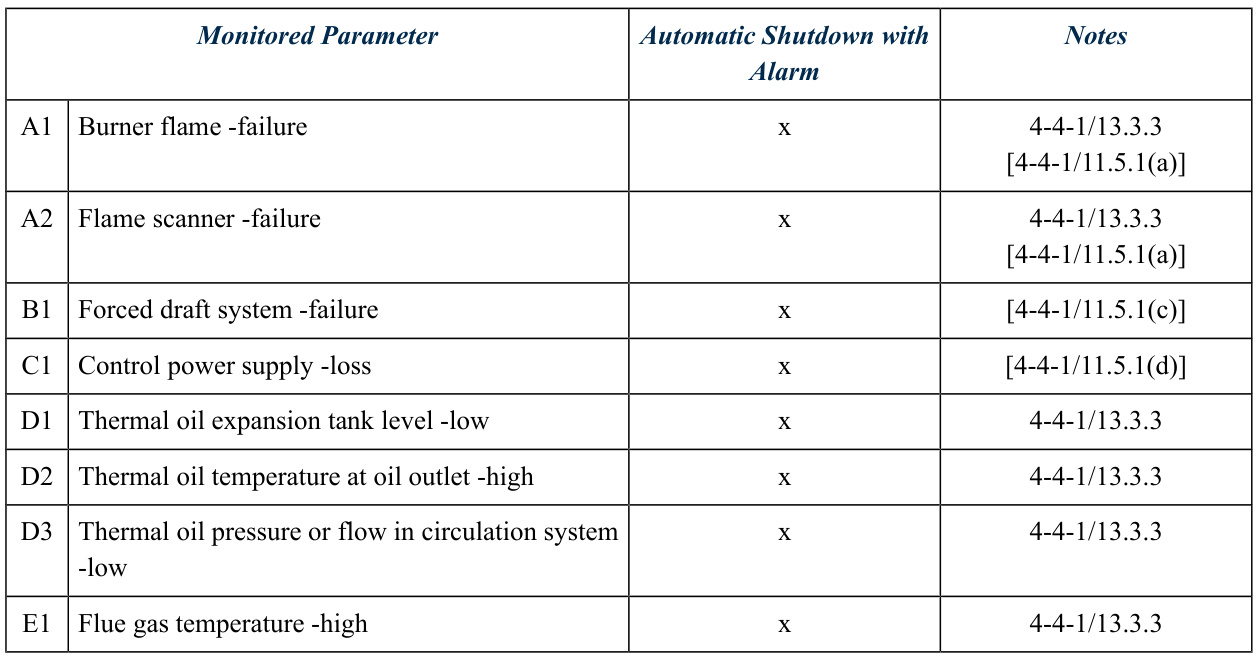 Monitored Parameter
Automatic Shutdown with
Alarm
Notes
A1 Burner flame -failure x 4-4-1/13.3.3
[4-4-1/11.5.1(a)]
A2 Flame scanner -failure x 4-4-1/13.3.3
[4-4-1/11.5.1(a)]
B1 Forced draft system -failure x [4-4-1/11.5.1(c)]
C1 Control power supply -loss x [4-4-1/11.5.1(d)]
D1 Thermal oil expansion tank level -low x 4-4-1/13.3.3
D2 Thermal oil temperature at oil outlet -high x 4-4-1/13.3.3
D3 Thermal oil pressure or flow in circulation system x 4-4-1/13.3.3
-low
E1 Flue gas temperature -high x 4-4-1/13.3.3